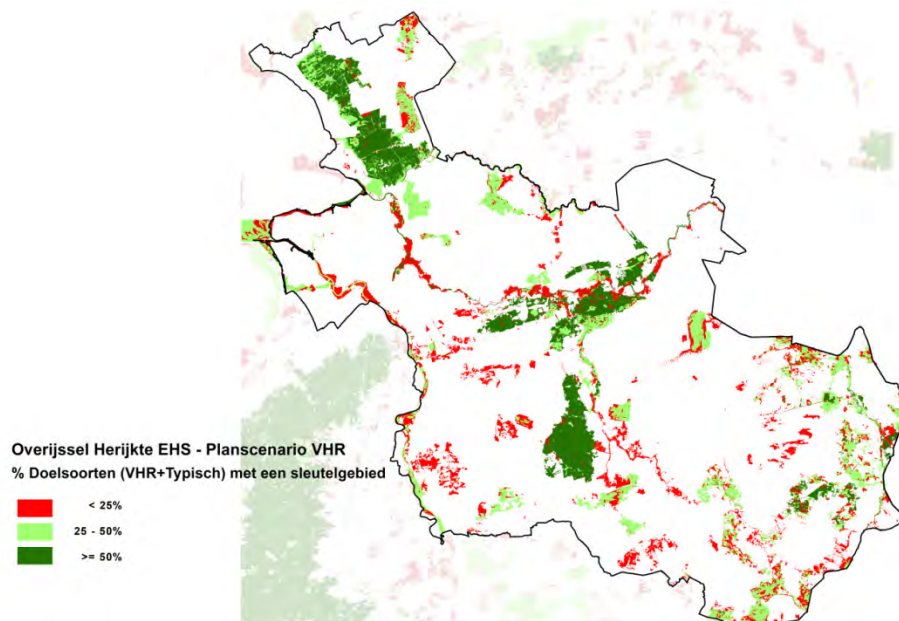 Overijssel Herijkte EHS - Planscenario VHR
% Doelsoorten (VHR+Typisch) met een sleutelgebied
< 25%
25 - 50%
>= 50%